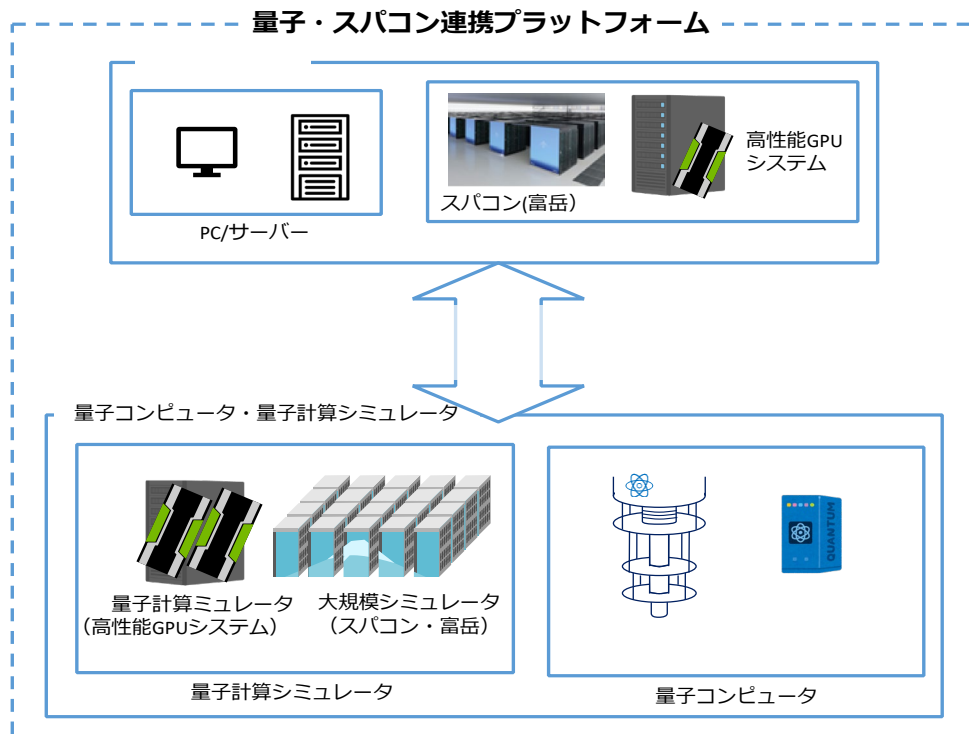 量子・スパコン連携プラットフォーム
スパコン(富岳）
高性能GPU
システム
PC/サーバー
量子コンピュータ・量子計算シミュレータ
量子計算ミュレータ
（高性能GPUシステム）
大規模シミュレータ
（スパコン・富岳）
QUANTUM
量子計算シミュレータ
量子コンピュータ